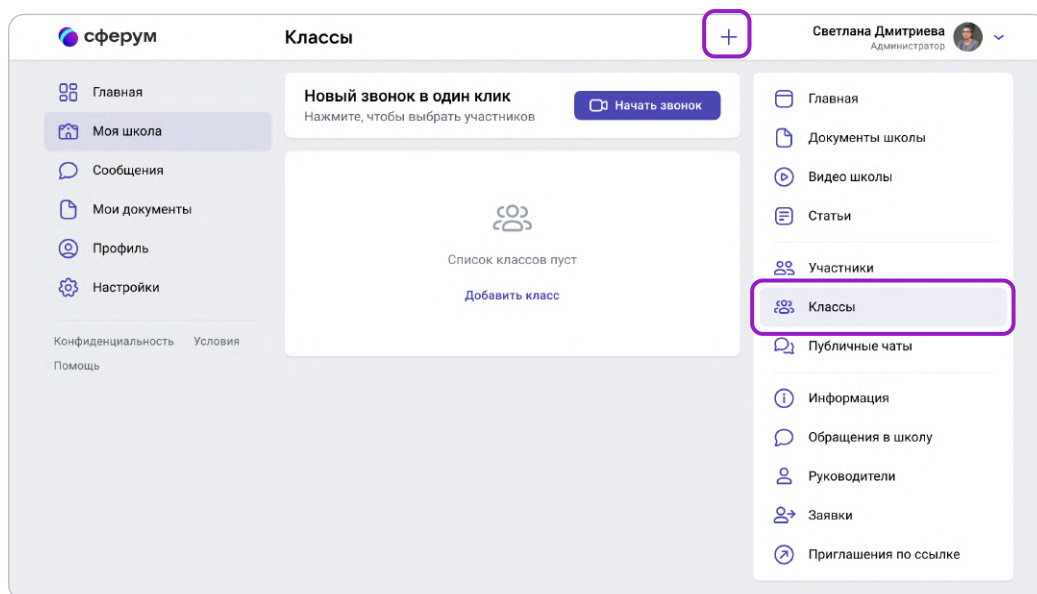 сферум
Классы
Светлана Дмитриева
Администратор
Главная
Моя школа
Сообщения
Мои документы
Профиль
Настройки
Конфиденциальность Условия
Помощь
Новый звонок в один клик
Нажмите, чтобы выбрать участников
Начать звонок
Список классов пуст
Добавить класс
Главная
Документы школы
Видео школы
Статьи
Участники
Классы
Публичные чаты
Информация
Обращения в школу
Руководители
Заявки
Приглашения по ссылке